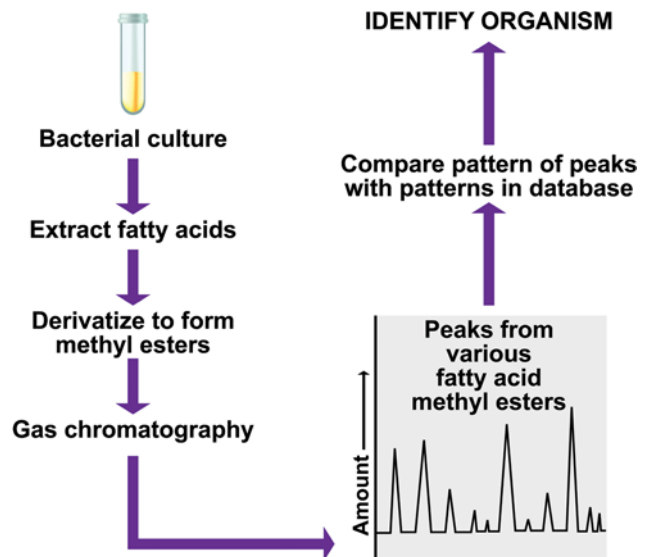 Bacterial culture
Extract fatty acids
Derivatize to form
methyl esters
Gas chromatography
Peaks from
various
fatty acid
methyl esters
Amount
Compare pattern of peaks
with patterns in database
IDENTIFY ORGANISM